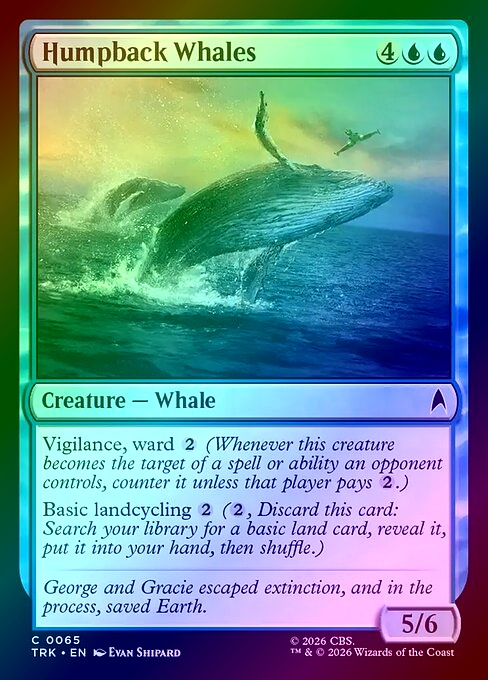 Humpback Whales 4
Creature — Whale
Vigilance, ward 2 (Whenever this creature
becomes the target of a spell or ability an opponent
controls, counter it unless that player pays 2.)
Basic landcycling 2 (2, Discard this card:
Search your library for a basic land card, reveal it,
put it into your hand, then shuffle.)
George and Gracie escaped extinction, and in the
process, saved Earth.
5/6
C 0065
TRK • EN Evan Shipard
© 2026 CBS.
™ & © 2026 Wizards of the Coast